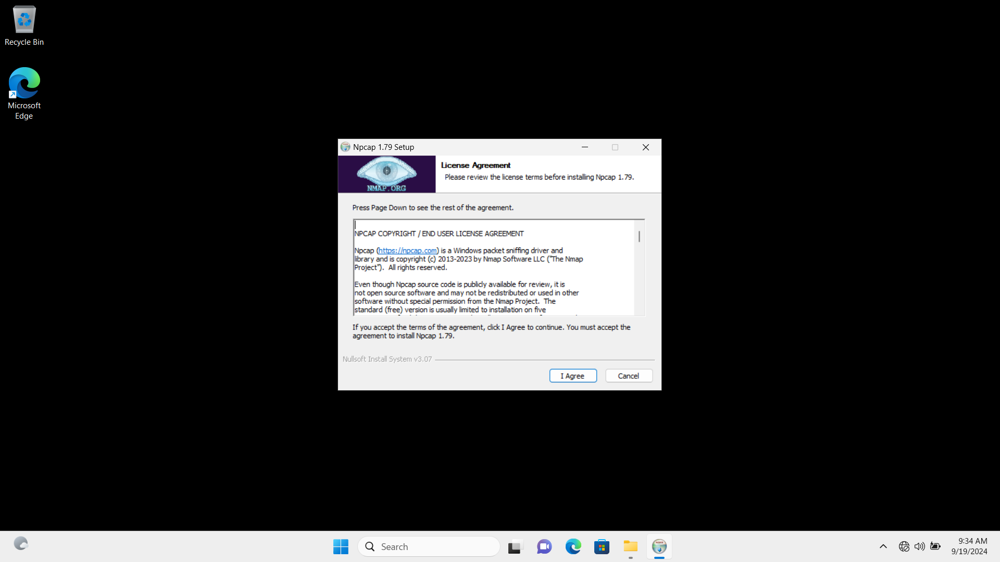 Recycle Bin
Microsoft
Edge
Npcap 1.79 Setup
NMAP.ORG
License Agreement
Please review the license terms before installing Npcap 1.79.
Press Page Down to see the rest of the agreement.
NPCAP COPYRIGHT / END USER LICENSE AGREEMENT
Npcap (https://npcap.com) is a Windows packet sniffing driver and
library and is copyright (c) 2013-2023 by Nmap Software LLC ("The Nmap
Project").  All rights reserved.
Even though Npcap source code is publicly available for review, it is
not open source software and may not be redistributed or used in other
software without special permission from the Nmap Project.  The
standard (free) version is usually limited to installation on five
If you accept the terms of the agreement, click I Agree to continue. You must accept the
agreement to install Npcap 1.79.
Nullsoft Install System v3.07
I Agree
Cancel
Search
9:34 AM
9/19/2024